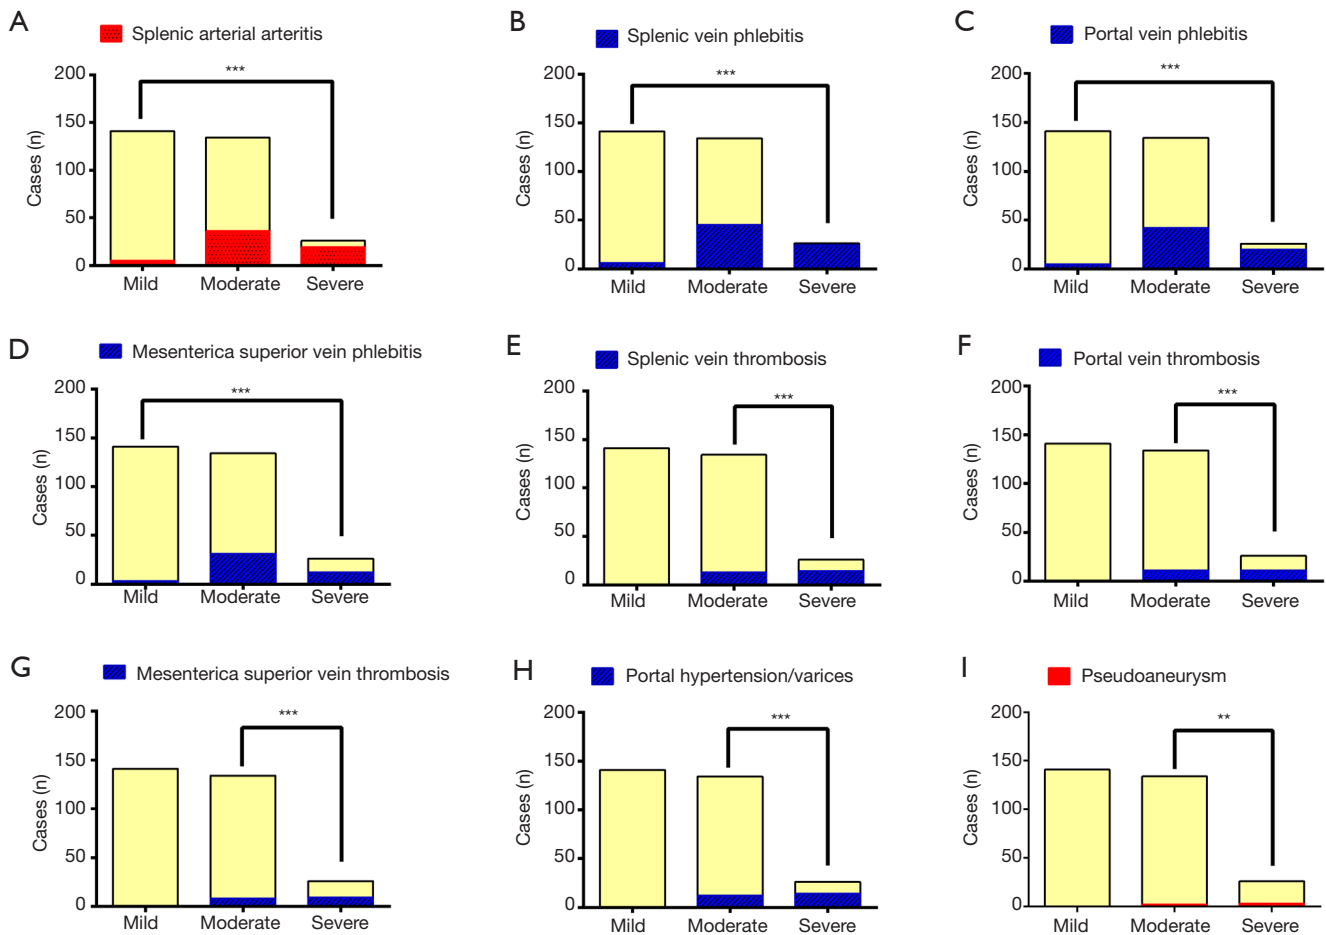 A
Splenic arterial arteritis
***
200
150
100
50
0
Cases (n)
Mild Moderate Severe
B
Splenic vein phlebitis
***
200
150
100
50
0
Cases (n)
Mild Moderate Severe
C
Portal vein phlebitis
***
200
150
100
50
0
Cases (n)
Mild Moderate Severe
D
Mesenterica superior vein phlebitis
***
200
150
100
50
0
Cases (n)
Mild Moderate Severe
E
Splenic vein thrombosis
***
200
150
100
50
0
Cases (n)
Mild Moderate Severe
F
Portal vein thrombosis
***
200
150
100
50
0
Cases (n)
Mild Moderate Severe
G
Mesenterica superior vein thrombosis
***
200
150
100
50
0
Cases (n)
Mild Moderate Severe
H
Portal hypertension/varices
***
200
150
100
50
0
Cases (n)
Mild Moderate Severe
I
Pseudoaneurysm
**
200
150
100
50
0
Cases (n)
Mild Moderate Severe